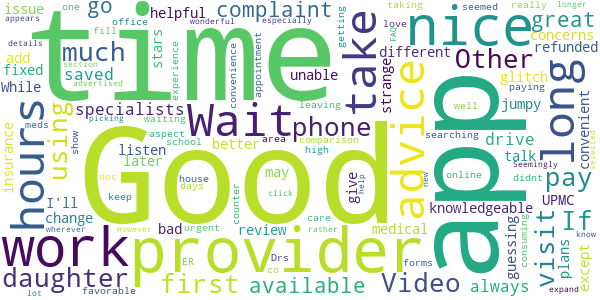 appears
issue
office
go
helpful
complaint
one
fill
stars
wonderful
especially
taking
seemed
really
longer
great
love
nice
time
hours
add
details
fixed
much
saved
While
using
section
advertised
experience
convenience
appointment
getting
unable
FAQ
take
strange
different
concerns
Other
refunded
glitch
paying
app
long
insurance
specialists
Wait
phone
leaving
advice
meds
show
picking
waiting
aspect
school
listen
later
better
area
comparison
high
drive
talk
jumpy
searching
well
convenient
Good
doc
days
house
may
give
help
knowledgeable
online
Seemingly
pay
visit
UPMC
If
guessing
didnt
new
I'll
change
keep
bad
urgent
counter
click
review
care
medical
plans
except
selected
work
provider
wherever
however
ER
Drs
rather
co
forms
always
consuming
know
daughter
first
available
Video
expand
lot
favorable